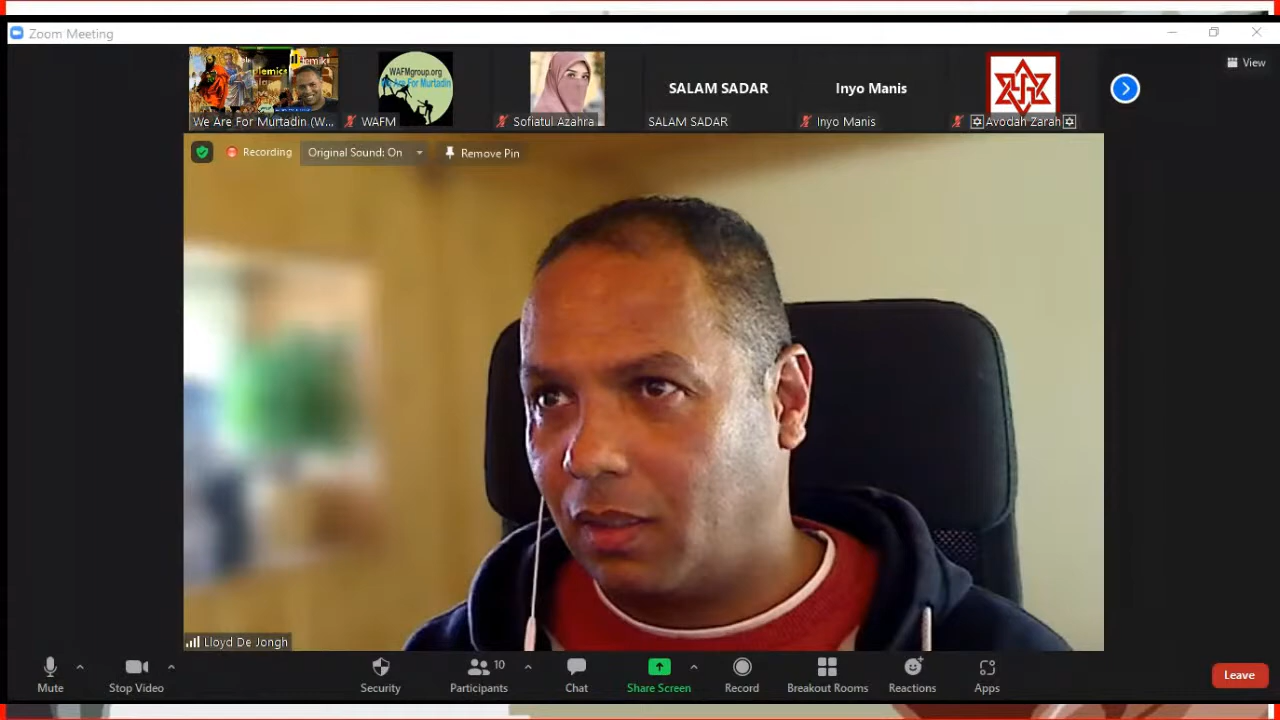 Zoom Meeting
View
emics
emiki
We Are For Murtadin (W...
WAFMgroup.org
We Are For Murtadin
WAFM
Sofiatul Azahra
SALAM SADAR
SALAM SADAR
Inyo Manis
Inyo Manis
Avodah Zarah
Recording
Original Sound: On
Remove Pin
Lloyd De Jongh
Mute
Stop Video
Security
10
Participants
Chat
Share Screen
Record
Breakout Rooms
Reactions
Apps
Leave